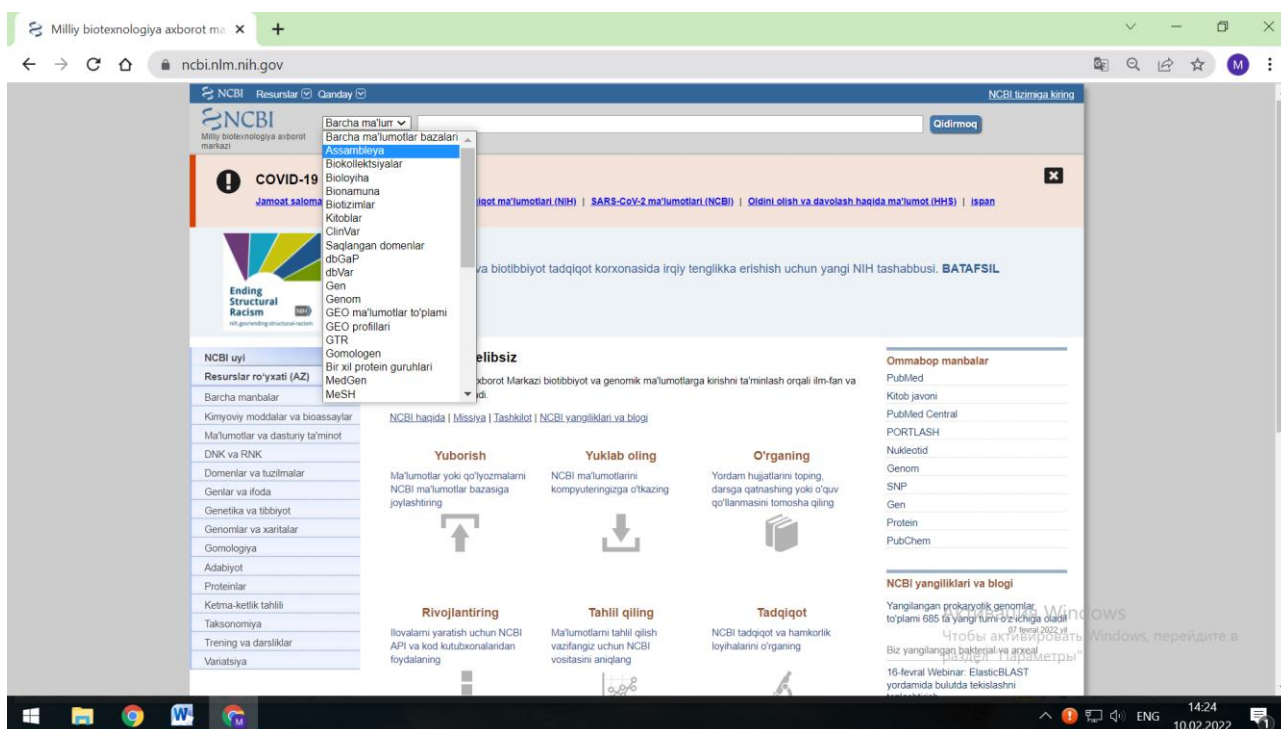 Milliy biotexnologiya axborot ma
ncbi.nlm.nih.gov
M
NCBI Resurslar Qanday NCBI tizimiga kiring
NCBI
Milliy biotexnologiya axborot
markazi
Barcha ma'lum
Qidirmoq
Barcha ma'lumotlar bazalari
Assambleya
Biokollektsiyalar
Bioloyiha
Bionamuna
Biotizimlar
Kitoblar
ClinVar
Saqlangan domenlar
dbGaP
dbVar
Gen
Genom
GEO ma'lumotlar to'plami
GEO profillari
GTR
Gomologen
Bir xil protein guruhlari
MedGen
MeSH
COVID-19
Jamoat saloma
iqot ma'lumotlari (NIH) | SARS-CoV-2 ma'lumotlari (NCBI) | Oldini olish va davolash haqida ma'lumot (HHS) | ispan
Ending
Structural
Racism
NIH
nih.gov/ending-structural-racism
va biotibbiyot tadqiqot korxonasida irqiy tenglikka erishish uchun yangi NIH tashabbusi. BATAFSIL
NCBI uyi
Resurslar ro'yxati (AZ)
Barcha manbalar
Kimyoviy moddalar va bioassaylar
Ma'lumotlar va dasturiy ta'minot
DNK va RNK
Domenlar va tuzilmalar
Genlar va ifoda
Genetika va tibbiyot
Genomlar va xaritalar
Gomologiya
Adabiyot
Proteinlar
Ketma-ketlik tahlili
Taksonomiya
Trening va darsliklar
Variatsiya
elibsiz
xborot Markazi biotibbiyot va genomik ma'lumotlarga kirishni ta'minlash orqali ilm-fan va
di.
NCBI haqida | Missiya | Tashkilot | NCBI yangiliklari va blogi
Yuborish
Ma'lumotlar yoki qo'lyozmalarni
NCBI ma'lumotlar bazasiga
joylashtiring
Yuklab oling
NCBI ma'lumotlarini
kompyuteringizga o'tkazing
O'rganing
Yordam hujjatlarini toping,
darsga qatnashing yoki o'quv
qo'llanmasini tomosha qiling
Rivojlantiring
Ilovalarni yaratish uchun NCBI
API va kod kutubxonalaridan
foydalaning
Tahlil qiling
Ma'lumotlarni tahlil qilish
vazifangiz uchun NCBI
vositasini aniqlang
Tadqiqot
NCBI tadqiqot va hamkorlik
loyihalarini o'rganing
Ommabop manbalar
PubMed
Kitob javoni
PubMed Central
PORTLASH
Nukleotid
Genom
SNP
Gen
Protein
PubChem
NCBI yangiliklari va blogi
Yangilangan prokaryotik genomlar
to'plami 685 ta yangi turni o'z ichiga oladi!
07 fevral 2022 yil
Biz yangilangan bakterial va arxeal
16-fevral Webinar: ElasticBLAST
yordamida bulutda tekislashni
Активация Windows
Чтобы активировать Windows, перейдите в
раздел "Параметры"
ENG
14:24
10.02.2022
1